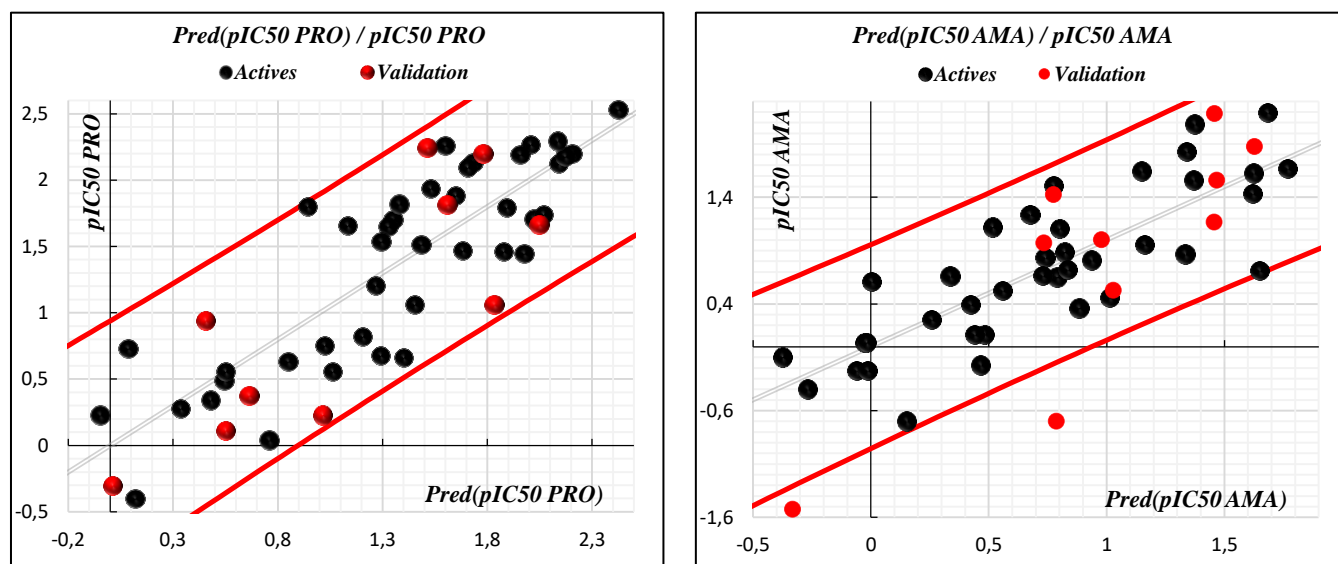 Pred(pIC50 PRO) / pIC50 PRO
Actives Validation
pIC50 PRO
2,5
2
1,5
1
0,5
0
-0,5
-0,2 0,3 0,8 1,3 1,8 2,3
Pred(pIC50 PRO)
Pred(pIC50 AMA) / pIC50 AMA
Actives Validation
pIC50 AMA
1,4
0,4
-0,6
-1,6
-0,5 0 0,5 1 1,5
Pred(pIC50 AMA)